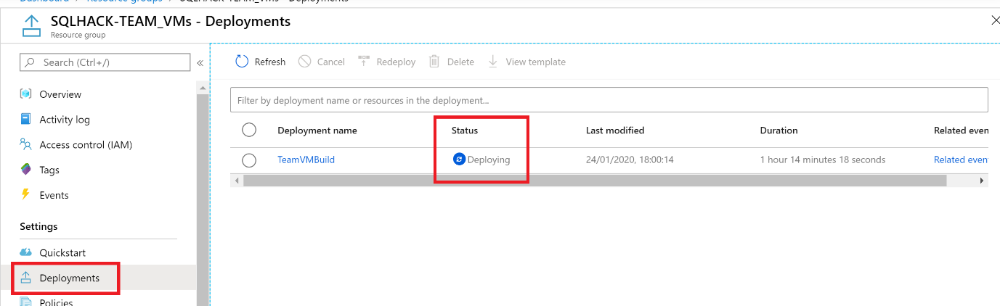 Dashboard > Resource groups > SQLHACK-TEAM_VMs - Deployments
SQLHACK-TEAM_VMs - Deployments
Resource group
Search (Ctrl+/)
«
Refresh Cancel Redeploy Delete View template
Overview
Activity log
Access control (IAM)
Tags
Events
Settings
Quickstart
Deployments
Policies
Filter by deployment name or resources in the deployment...
Deployment name Status Last modified Duration Related even
TeamVMBuild Deploying 24/01/2020, 18:00:14 1 hour 14 minutes 18 seconds Related even